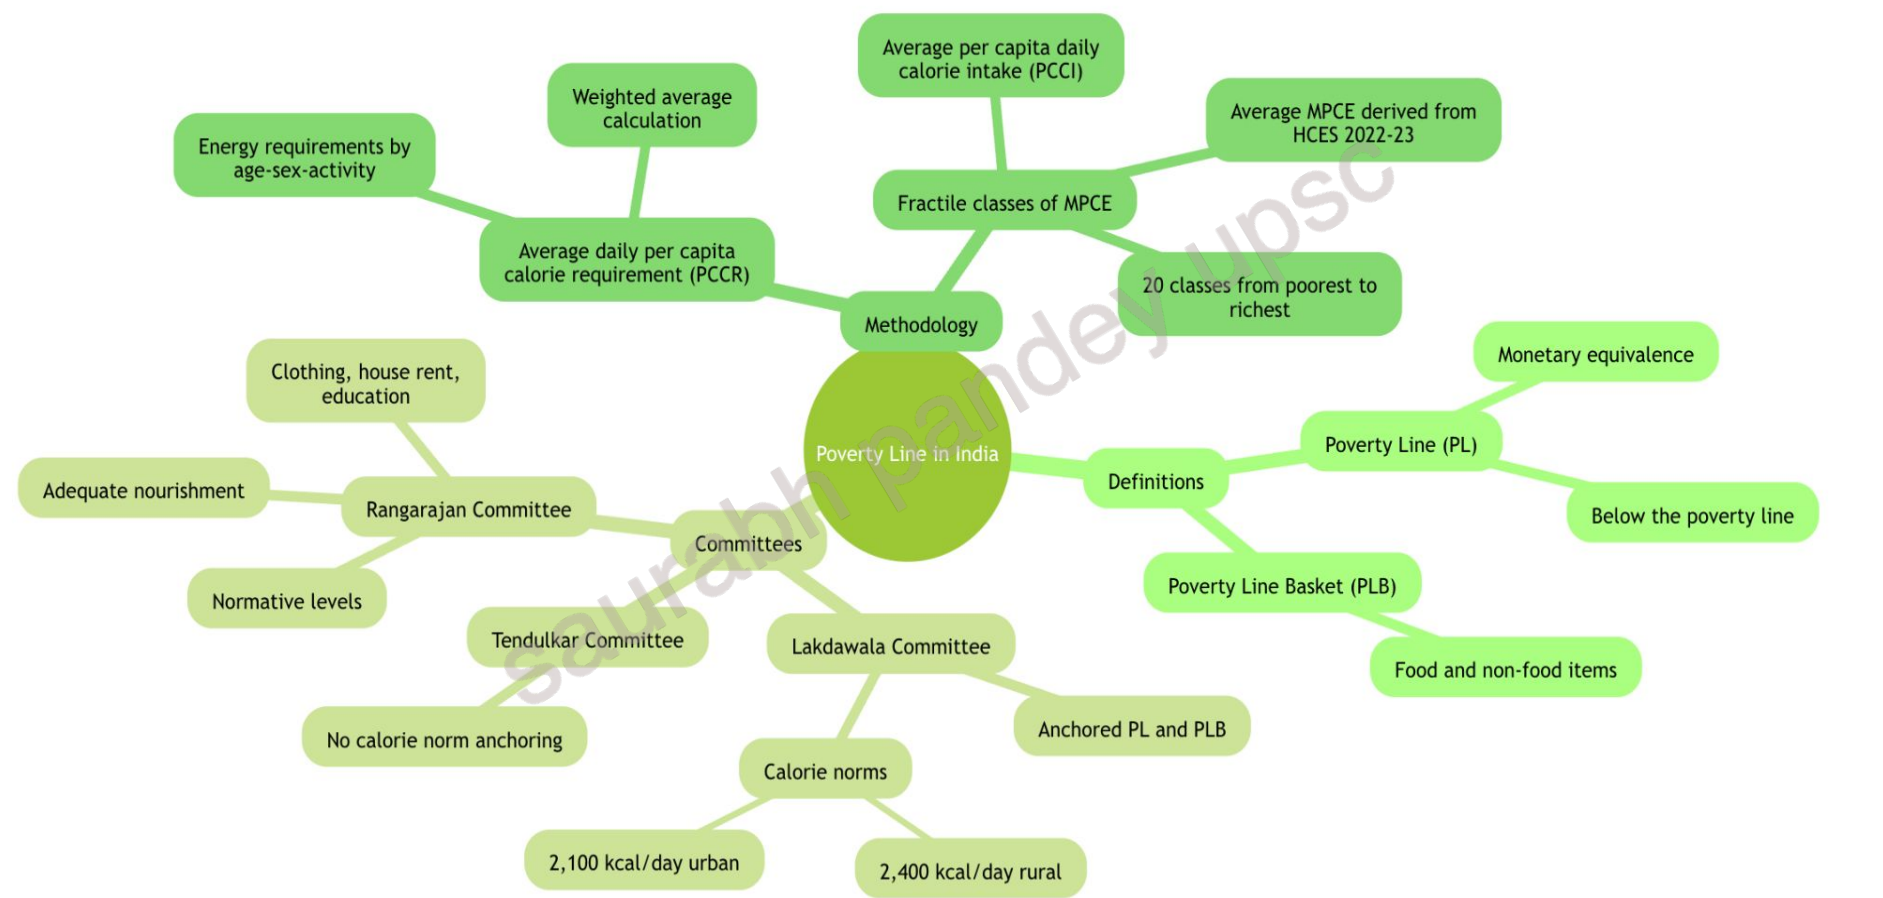 Average per capita daily
calorie intake (PCCI)
Weighted average
calculation
Average MPCE derived from
HCES 2022-23
Energy requirements by
age-sex-activity
Fractile classes of MPCE
Average daily per capita
calorie requirement (PCCR)
20 classes from poorest to
richest
Methodology
Monetary equivalence
Clothing, house rent,
education
Poverty Line (PL)
Poverty Line in India
Definitions
Adequate nourishment
Rangarajan Committee
Below the poverty line
Committees
Poverty Line Basket (PLB)
Normative levels
Tendulkar Committee
Lakdawala Committee
Food and non-food items
No calorie norm anchoring
Anchored PL and PLB
Calorie norms
2,100 kcal/day urban
2,400 kcal/day rural
saurabh pandey upsc